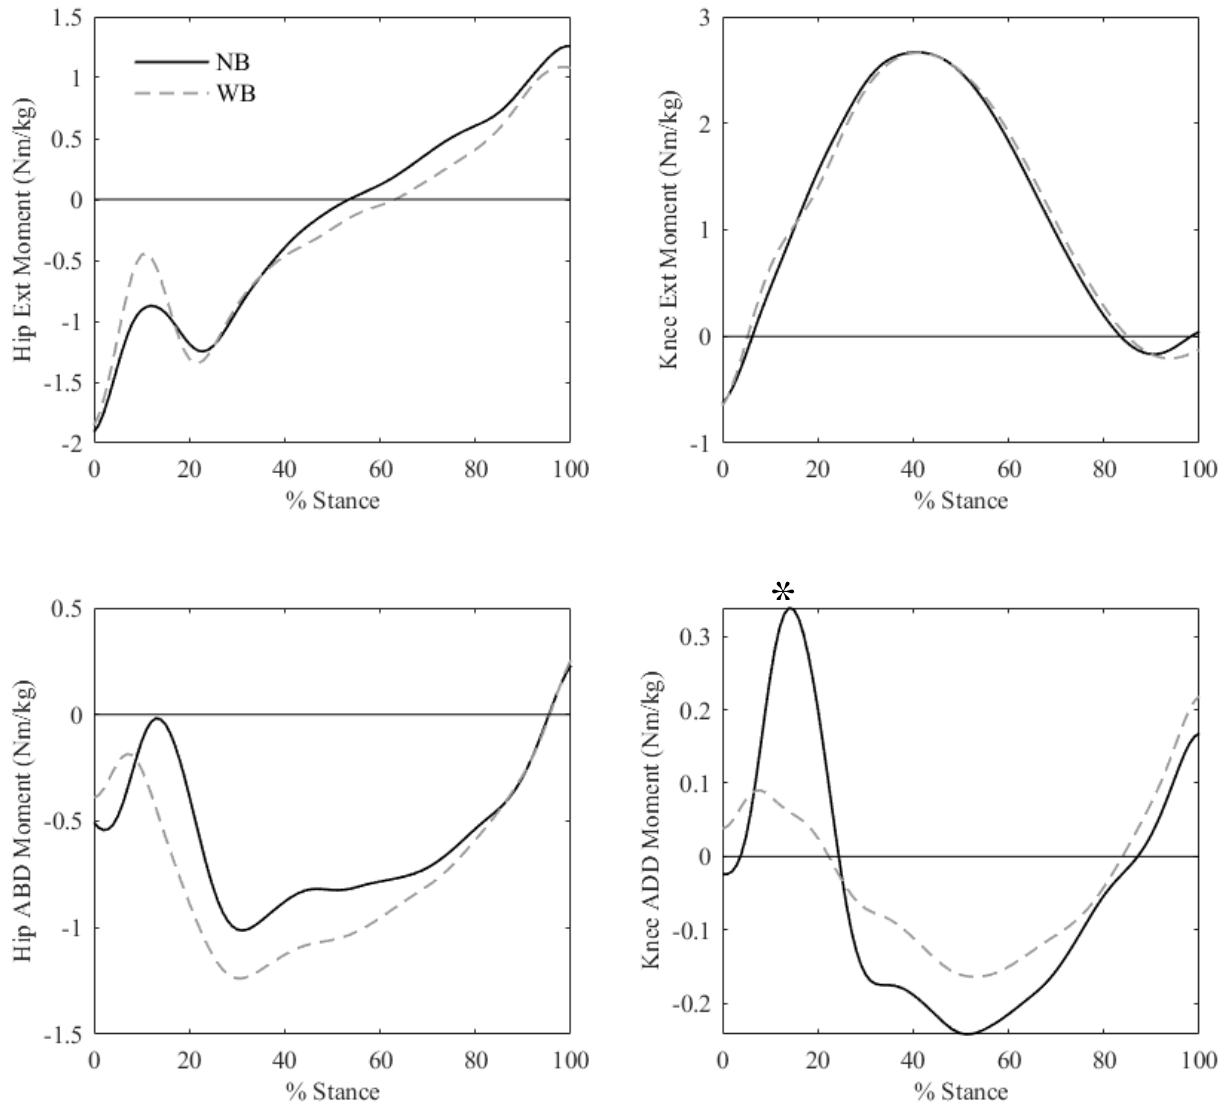 1.5
1
0.5
0
-0.5
-1
-1.5
-2
Hip Ext Moment (Nm/kg)
NB
WB
0 20 40 60 80 100
% Stance
3
2
1
0
-1
Knee Ext Moment (Nm/kg)
0 20 40 60 80 100
% Stance
0.5
0
-0.5
-1
-1.5
Hip ABD Moment (Nm/kg)
0 20 40 60 80 100
% Stance
*
0.3
0.2
0.1
0
-0.1
-0.2
Knee ADD Moment (Nm/kg)
0 20 40 60 80 100
% Stance